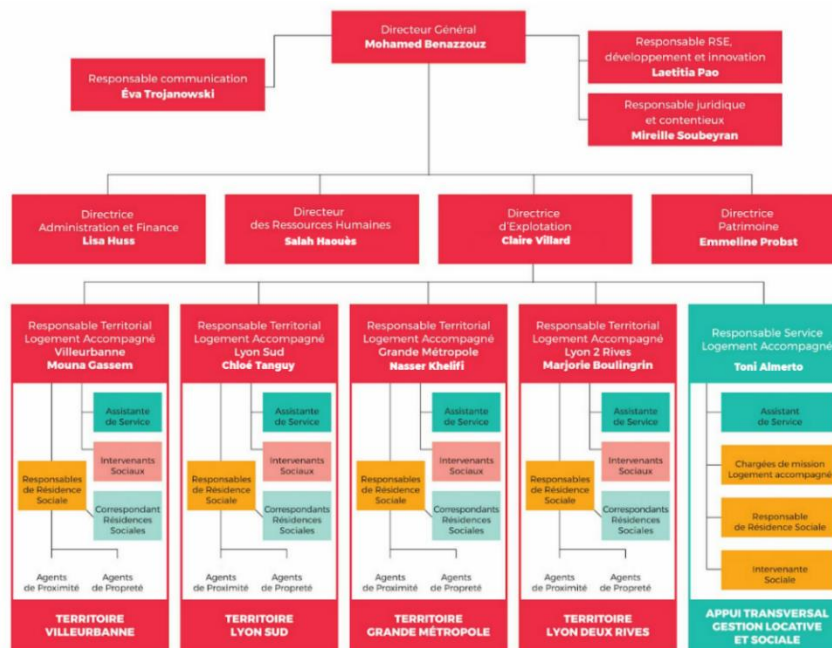 Directeur Général
Mohamed Benazzouz
Responsable communication
Éva Trojanowski
Responsable RSE,
développement et innovation
Laetitia Pao
Responsable juridique
et contentieux
Mireille Soubeyran
Directrice
Administration et Finance
Lisa Huss
Directeur
des Ressources Humaines
Salah Haouès
Directrice
d'Explotation
Claire Villard
Directrice
Patrimoine
Emmeline Probst
Responsable Territorial
Logement Accompagné
Villeurbanne
Mouna Gassem
Assistante
de Service
Intervenants
Sociaux
Responsables
de Résidence
Sociale
Correspondant
Résidences
Sociales
Agents
de Proximité
Agents
de Propreté
TERRITOIRE
VILLEURBANNE
Responsable Territorial
Logement Accompagné
Lyon Sud
Chloé Tanguy
Assistante
de Service
Intervenants
Sociaux
Responsables
de Résidence
Sociale
Correspondants
Résidences
Sociales
Agents
de Proximité
Agents
de Propreté
TERRITOIRE
LYON SUD
Responsable Territorial
Logement Accompagné
Grande Métropole
Nasser Khelifi
Assistante
de Service
Intervenants
Sociaux
Responsables
de Résidence
Sociale
Correspondants
Résidences
Sociales
Agents
de Proximité
Agents
de Propreté
TERRITOIRE
GRANDE MÉTROPOLE
Responsable Territorial
Logement Accompagné
Lyon 2 Rives
Marjorie Boulingrin
Assistante
de Service
Intervenants
Sociaux
Responsables
de Résidence
Sociale
Correspondants
Résidences
Sociales
Agents
de Proximité
Agents
de Propreté
TERRITOIRE
LYON DEUX RIVES
Responsable Service
Logement Accompagné
Toni Almerto
Assistant
de Service
Chargées de mission
Logement accompagné
Responsable
de Résidence Sociale
Intervenante
Sociale
APPUI TRANSVERSAL
GESTION LOCATIVE
ET SOCIALE